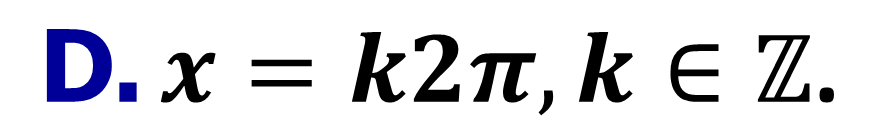 D. x = k2π, k ∈ ℤ.